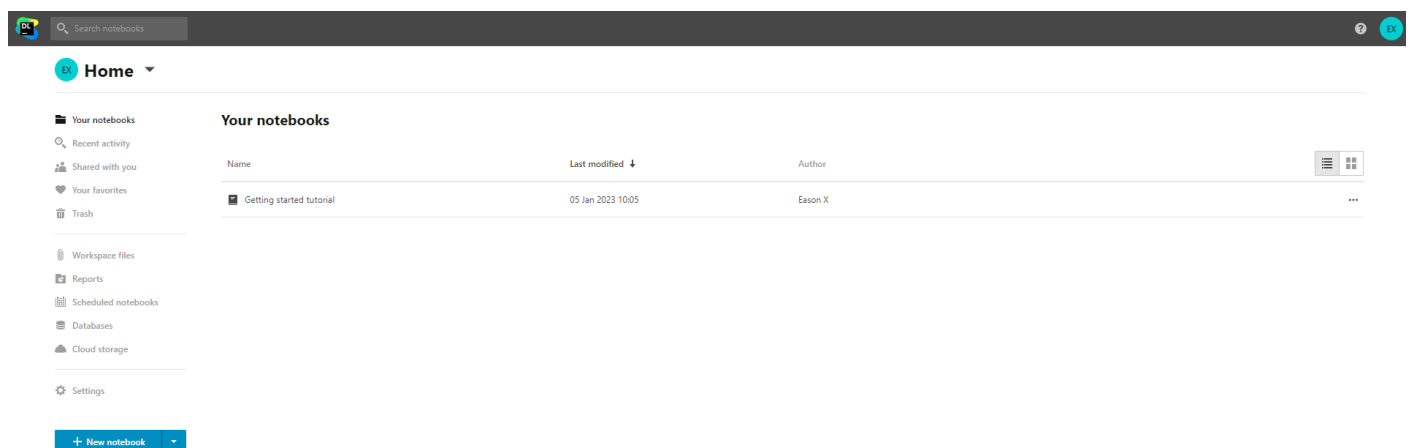 DL
Search notebooks
?
EX
EX Home
Your notebooks
Recent activity
Shared with you
Your favorites
Trash
Workspace files
Reports
Scheduled notebooks
Databases
Cloud storage
Settings
+ New notebook
Your notebooks
Name Last modified ↓ Author
Getting started tutorial 05 Jan 2023 10:05 Eason X ...